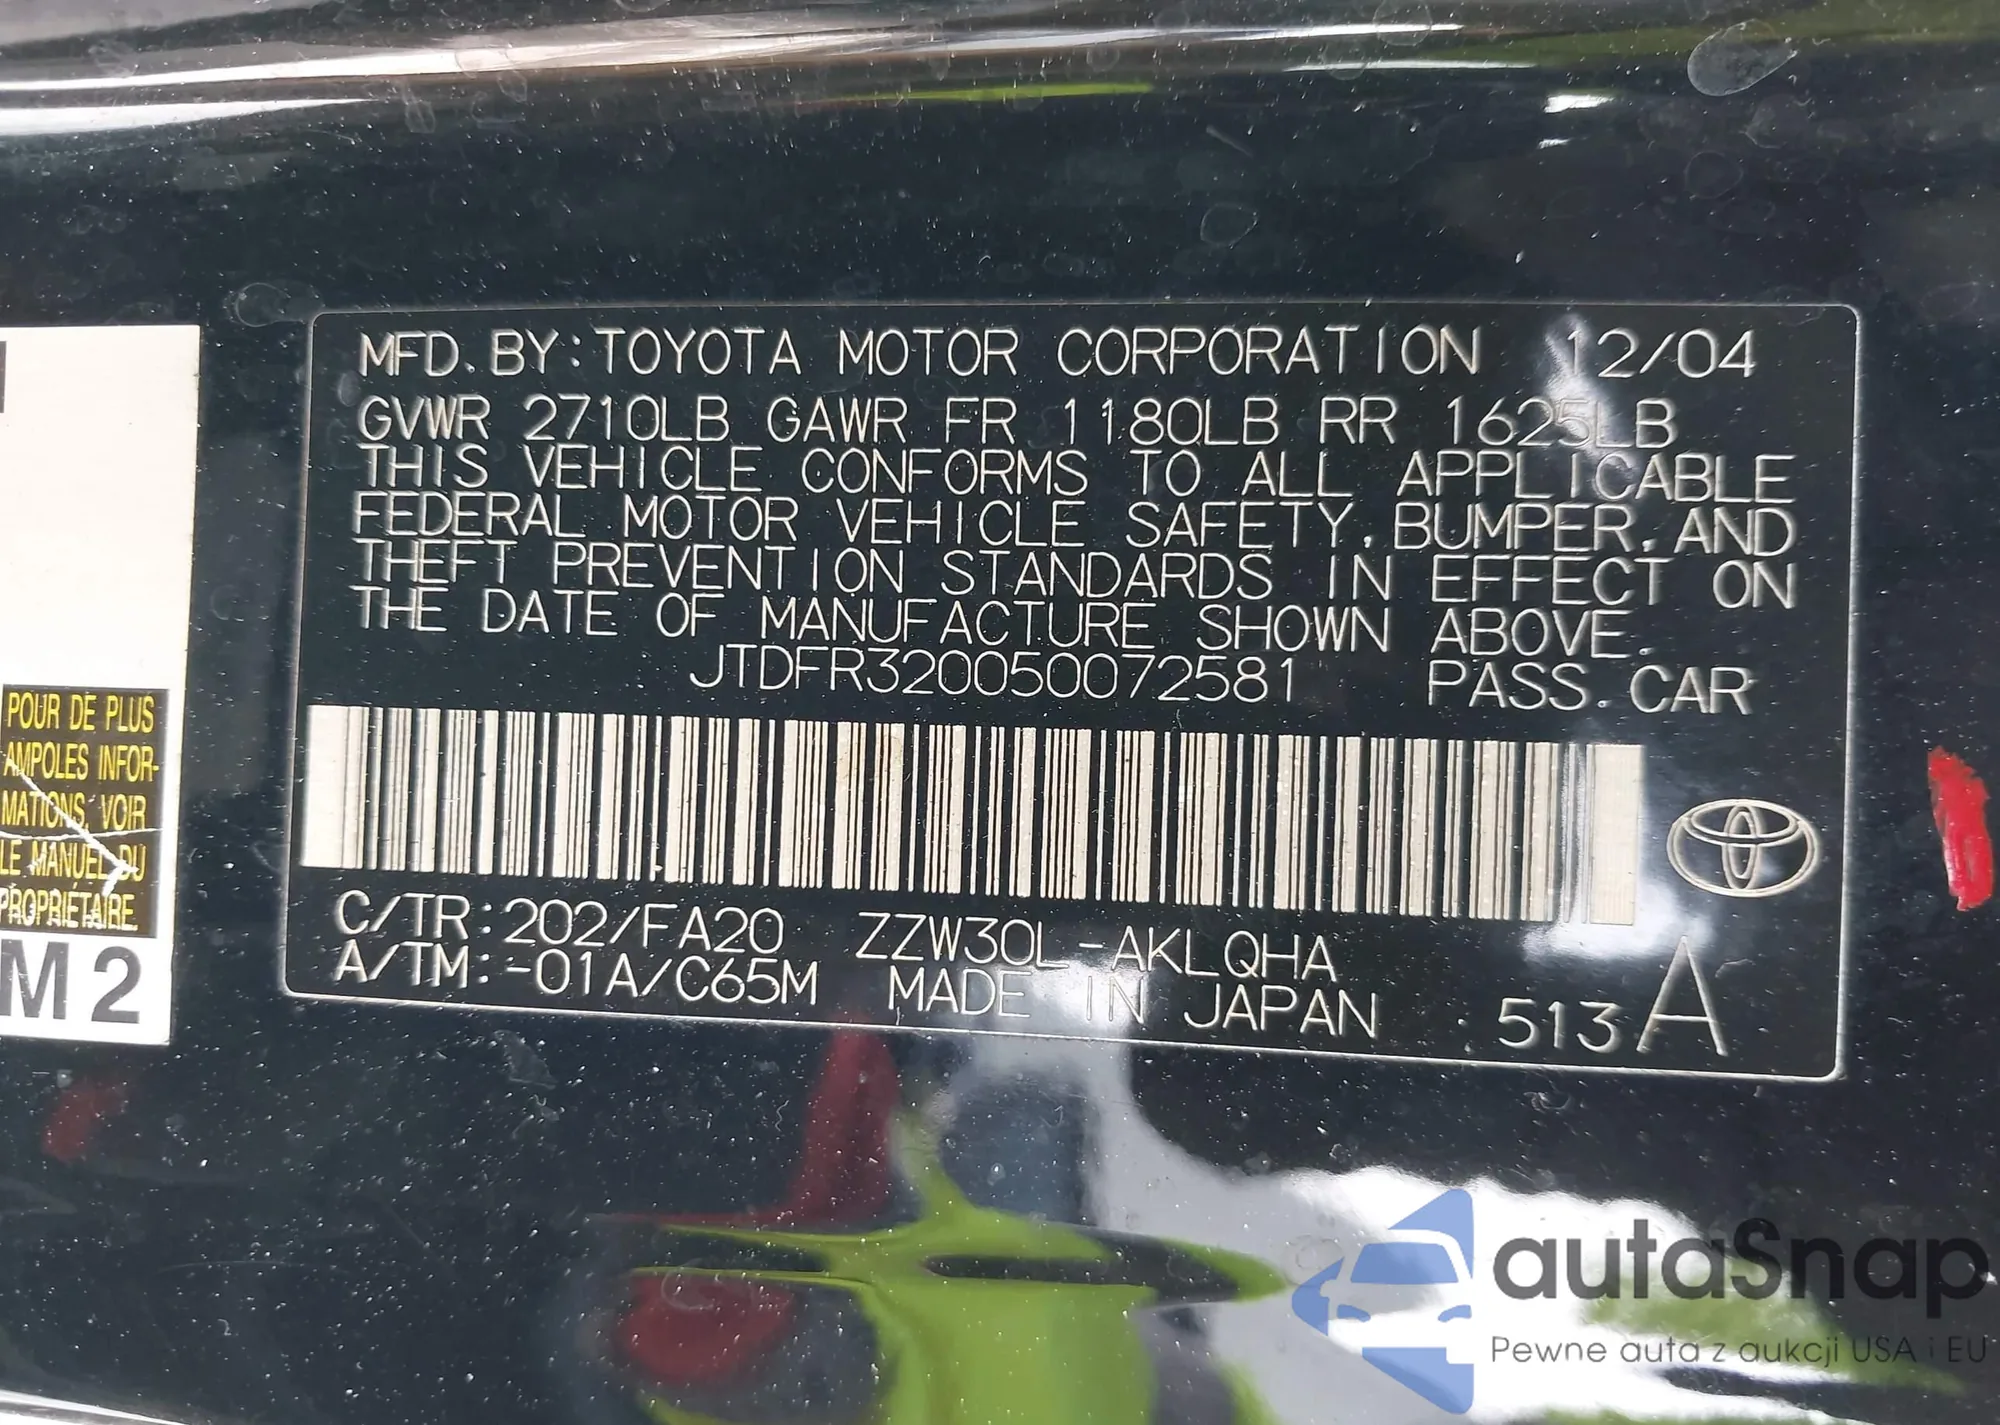 MFD. BY: TOYOTA MOTOR CORPORATION 12/04
GVWR 2710LB GAWR FR 1180LB RR 1625LB
THIS VEHICLE CONFORMS TO ALL APPLICABLE
FEDERAL MOTOR VEHICLE SAFETY, BUMPER, AND
THEFT PREVENTION STANDARDS IN EFFECT ON
THE DATE OF MANUFACTURE SHOWN ABOVE.
JTDFR320050072581 PASS. CAR
C/TR: 202/FA20 ZZW30L-AKLQHA
A/TM: -01A/C65M MADE IN JAPAN 513 A
POUR DE PLUS
AMPOLES INFOR-
MATIONS, VOIR
LE MANUEL DU
PROPRIÉTAIRE.
M2
autaSnap
Pewne auta z aukcji USA i EU